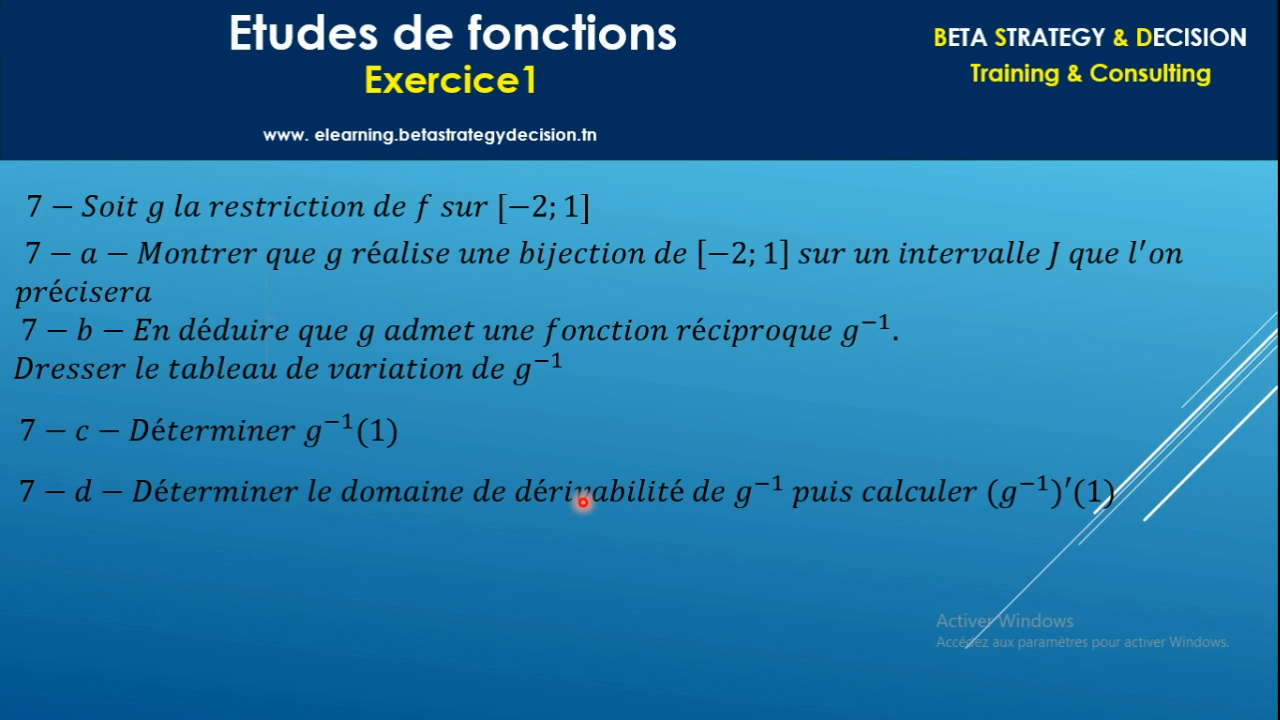 Etudes de fonctions
Exercice1
www. elearning.betastrategydecision.tn
BETA STRATEGY & DECISION
Training & Consulting
7 − Soit g la restriction de f sur [−2; 1]
7 − a − Montrer que g réalise une bijection de [−2; 1] sur un intervalle J que l'on
précisera
7 − b − En déduire que g admet une fonction réciproque g⁻¹.
Dresser le tableau de variation de g⁻¹
7 − c − Déterminer g⁻¹(1)
7 − d − Déterminer le domaine de dérivabilité de g⁻¹ puis calculer (g⁻¹)′(1)
Activer Windows
Accédez aux paramètres pour activer Windows.